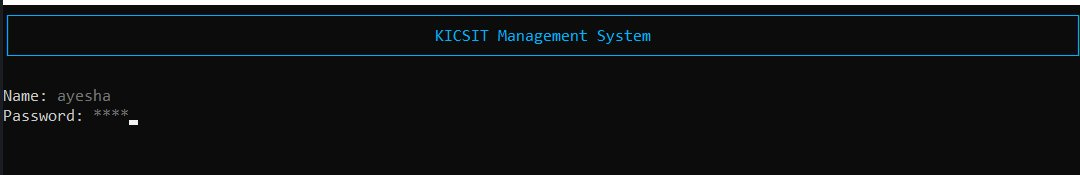 KICSIT Management System
Name: ayesha
Password: ****